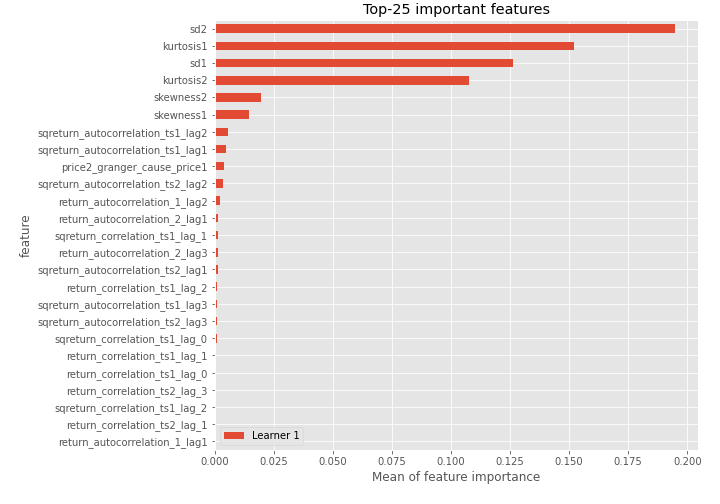 Top-25 important features
sd2
kurtosis1
sd1
kurtosis2
skewness2
skewness1
sqreturn_autocorrelation_ts1_lag2
sqreturn_autocorrelation_ts1_lag1
price2_granger_cause_price1
sqreturn_autocorrelation_ts2_lag2
return_autocorrelation_1_lag2
return_autocorrelation_2_lag1
sqreturn_correlation_ts1_lag_1
return_autocorrelation_2_lag3
sqreturn_autocorrelation_ts2_lag1
return_correlation_ts1_lag_2
sqreturn_autocorrelation_ts1_lag3
sqreturn_autocorrelation_ts2_lag3
sqreturn_correlation_ts1_lag_0
return_correlation_ts1_lag_1
return_correlation_ts1_lag_0
return_correlation_ts2_lag_3
sqreturn_correlation_ts1_lag_2
return_correlation_ts2_lag_1
return_autocorrelation_1_lag1
feature
Learner 1
0.000 0.025 0.050 0.075 0.100 0.125 0.150 0.175 0.200
Mean of feature importance